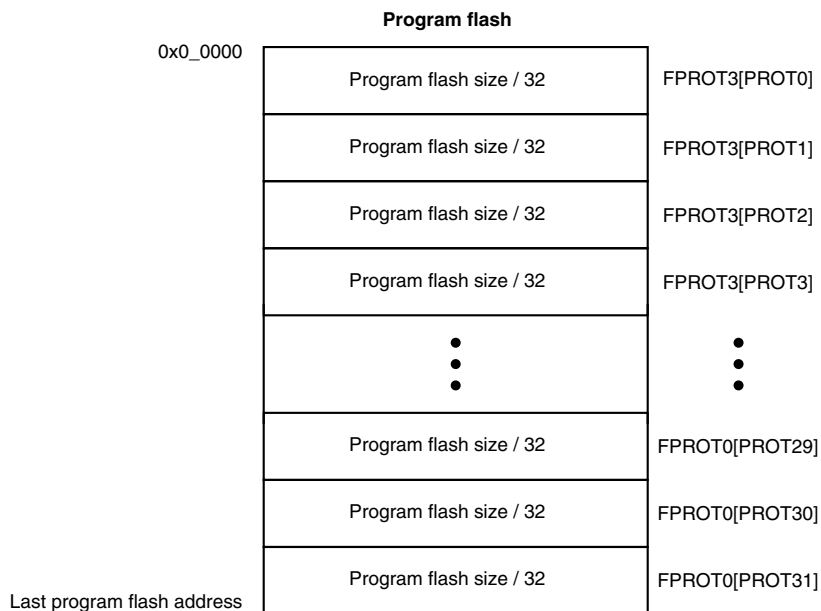 Program flash
0x0_0000
Program flash size / 32 FPROT3[PROT0]
Program flash size / 32 FPROT3[PROT1]
Program flash size / 32 FPROT3[PROT2]
Program flash size / 32 FPROT3[PROT3]
Program flash size / 32 FPROT0[PROT29]
Program flash size / 32 FPROT0[PROT30]
Program flash size / 32 FPROT0[PROT31]
Last program flash address